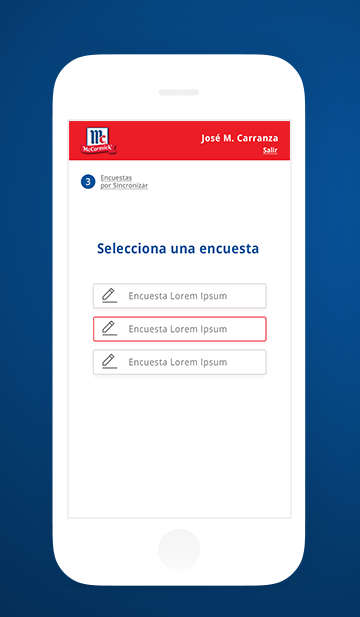 Mc
McCormick
José M. Carranza
Salir
3
Encuestas
por Sincronizar
Selecciona una encuesta
Encuesta Lorem Ipsum
Encuesta Lorem Ipsum
Encuesta Lorem Ipsum